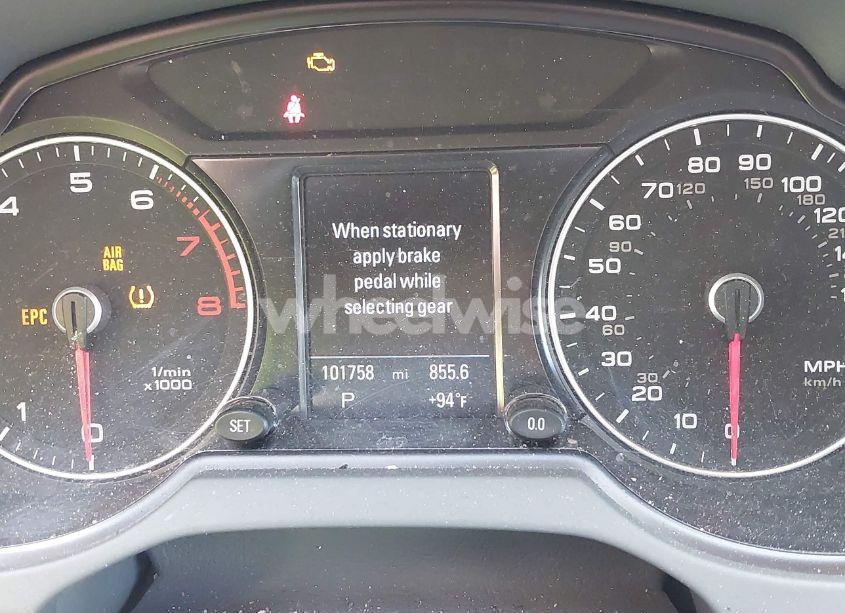 4 5 6 7 8
AIR
BAG
EPC
1/min
x1000
1 0
SET
When stationary
apply brake
pedal while
selecting gear
wheelwise
101758 mi 855.6
P +94°F
0.0
80 90 100
70 120 150 180 120
60
90
50
40
60
30
30
20
10
0
MPH
km/h